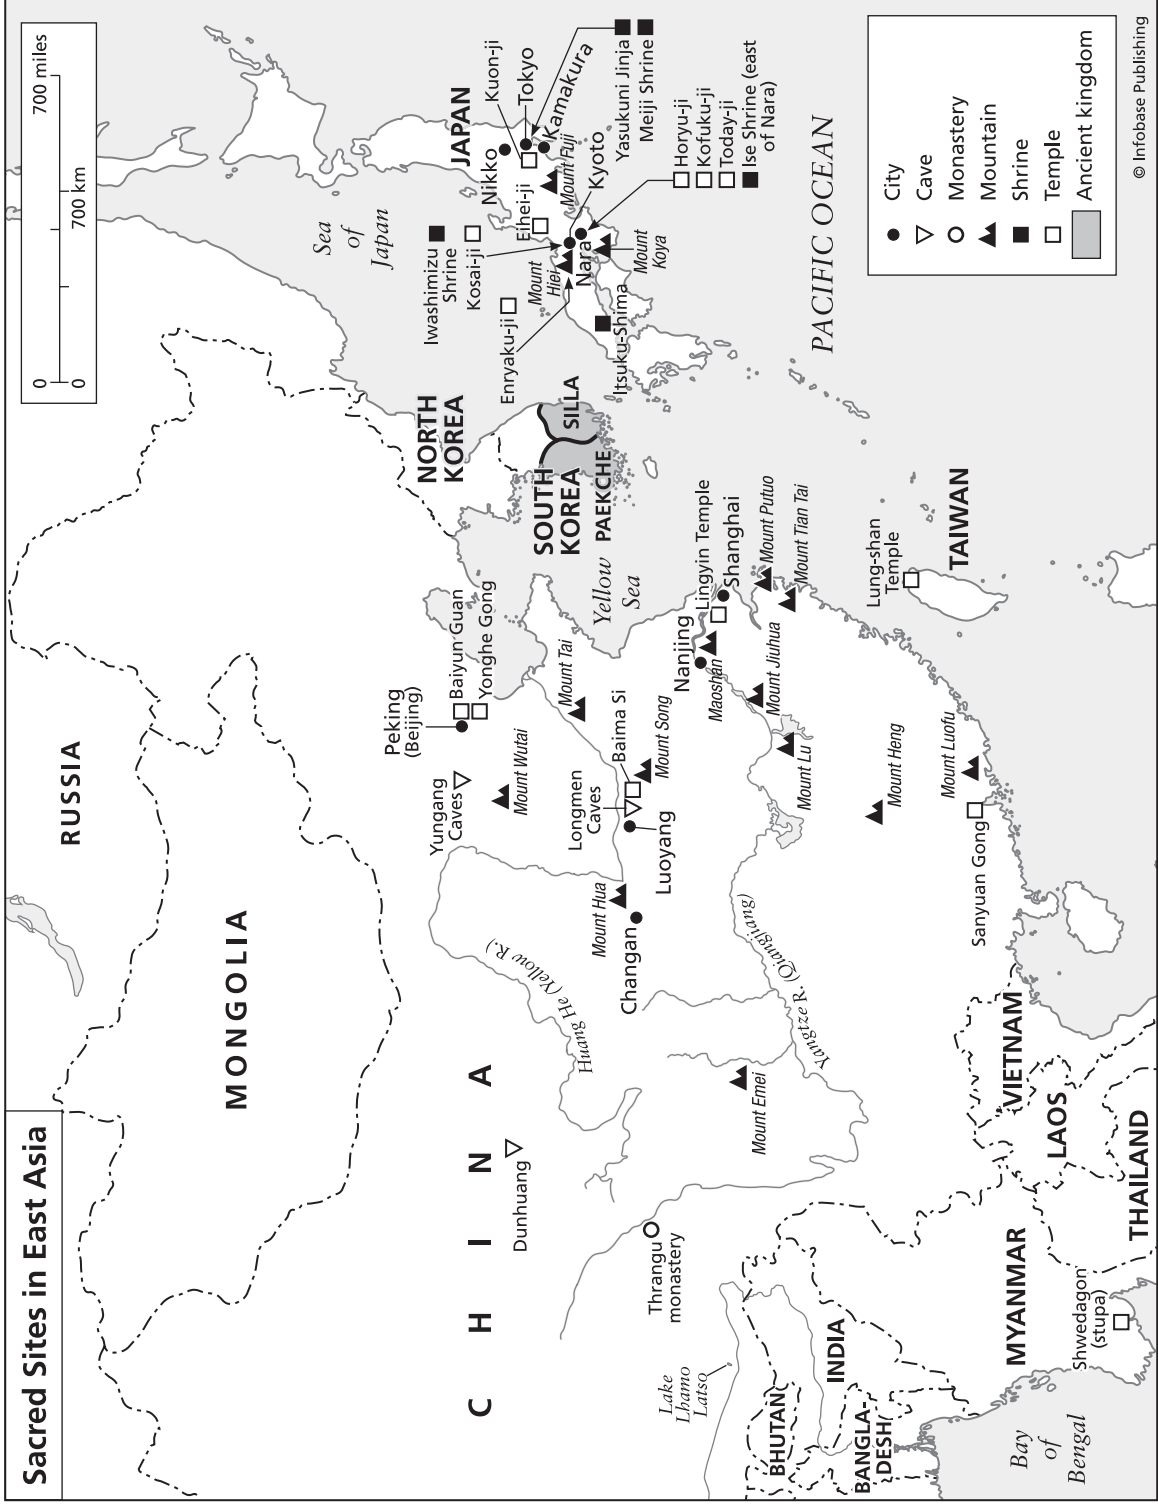 Sacred Sites in East Asia
0
700 miles
0
700 km
RUSSIA
MONGOLIA
C H I N A
NORTH
KOREA
SOUTH
KOREA
SILLA
PAEKCHE
JAPAN
Sea
of
Japan
Nikko
Kuon-ji
Tokyo
Kamakura
Yasukuni Jinja
Meiji Shrine
Mount Fuji
Kyoto
Horyu-ji
Kofuku-ji
Today-ji
Ise Shrine (east
of Nara)
Iwashimizu
Shrine
Kosai-ji
Eihei-ji
Enryaku-ji
Mount
Hiei
Nara
Mount
Koya
Itsuku-Shima
Peking
(Beijing)
Baiyun Guan
Yonghe Gong
Yungang
Caves
Mount Wutai
Mount Tai
Yellow
Sea
Longmen
Caves
Baima Si
Mount Song
Luoyang
Mount Hua
Changan
Huang He (Yellow R.)
Dunhuang
Nanjing
Maoshan
Lingyin Temple
Shanghai
Mount Putuo
Mount Tian Tai
Mount Jiuhua
Mount Lu
Yangtze R. (Qiangjiang)
Mount Emei
Mount Heng
Mount Luofu
Sanyuan Gong
Lung-shan
Temple
TAIWAN
PACIFIC OCEAN
Thrangu
monastery
Lake
Lhamo
Latso
BHUTAN
INDIA
BANGLA-
DESH
MYANMAR
Shwedagon
(stupa)
Bay
of
Bengal
VIETNAM
LAOS
THAILAND
City
Cave
Monastery
Mountain
Shrine
Temple
Ancient kingdom
© Infobase Publishing